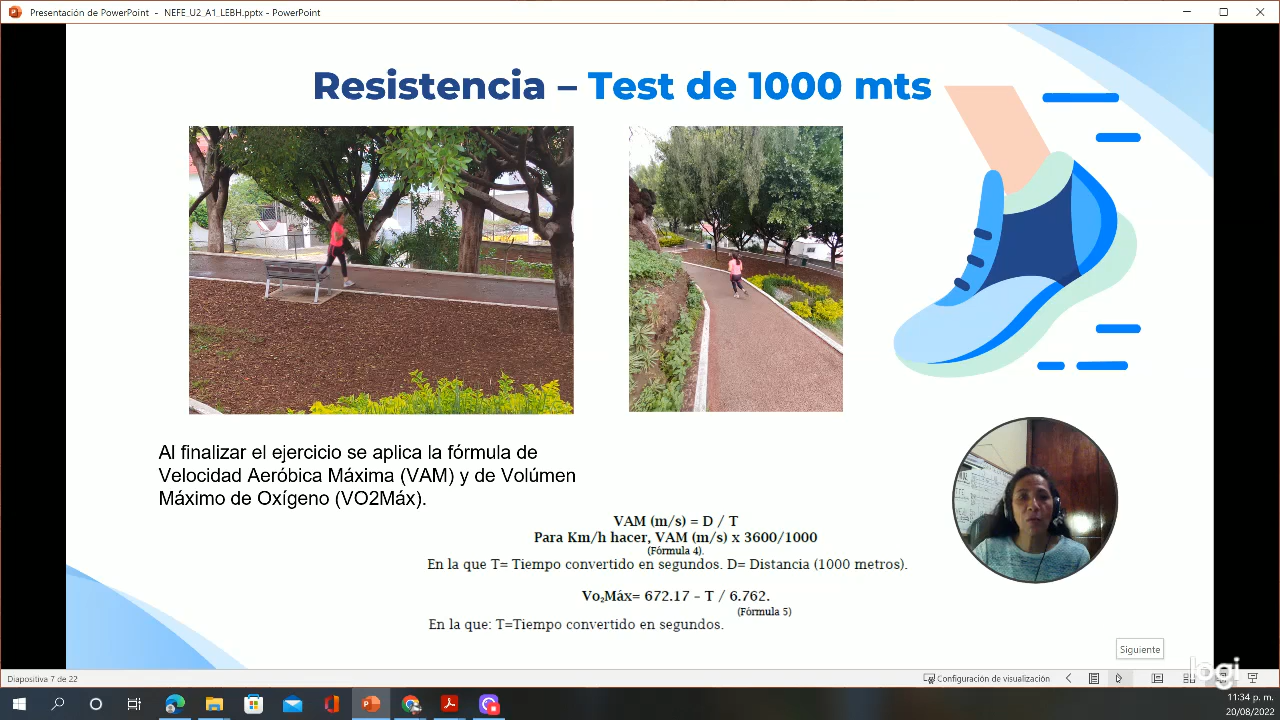 Presentación de PowerPoint - NEFE_U2_A1_LEBH.pptx - PowerPoint
Resistencia – Test de 1000 mts
Al finalizar el ejercicio se aplica la fórmula de
Velocidad Aeróbica Máxima (VAM) y de Volúmen
Máximo de Oxígeno (VO2Máx).
VAM (m/s) = D / T
Para Km/h hacer, VAM (m/s) x 3600/1000
(Fórmula 4).
En la que T= Tiempo convertido en segundos. D= Distancia (1000 metros).
Vo₂Máx= 672.17 – T / 6.762.
(Fórmula 5)
En la que: T=Tiempo convertido en segundos.
Siguiente
logi
Diapositiva 7 de 22
Configuración de visualización
11:34 p. m.
20/08/2022